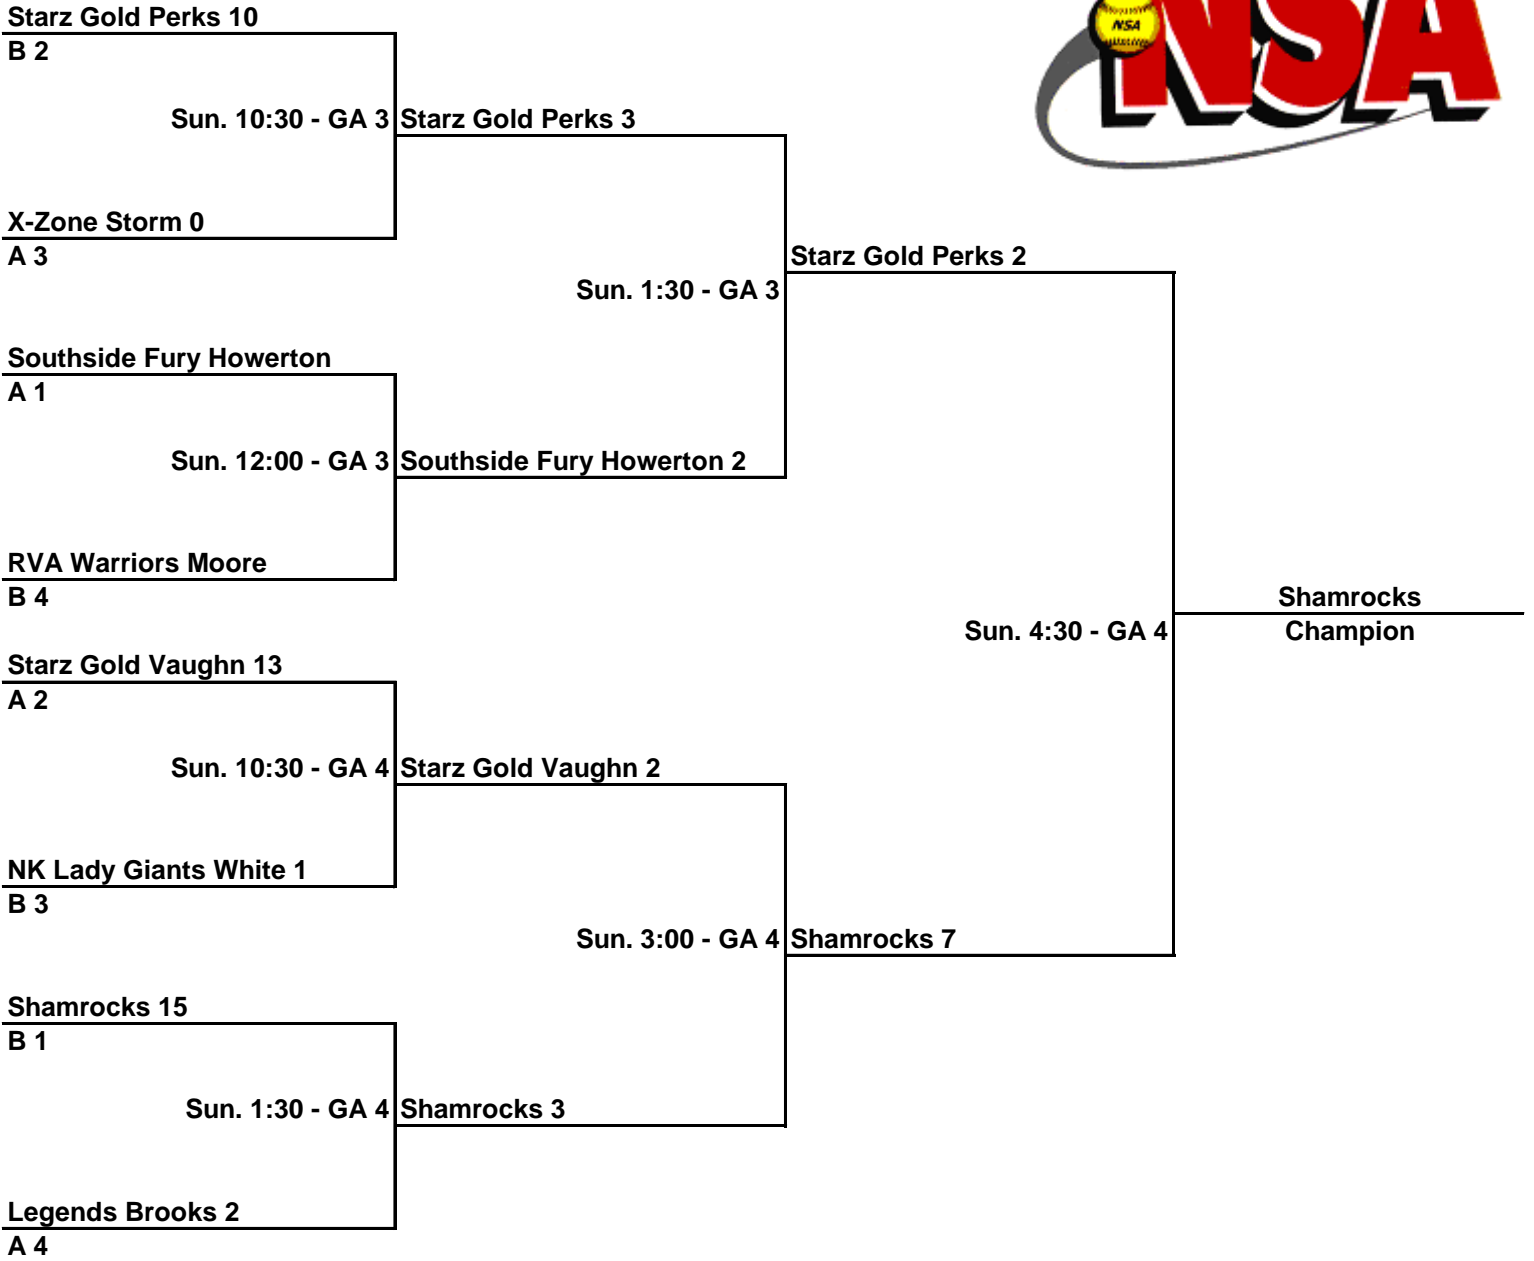 Starz Gold Perks 10
B 2
NSA
NSA
Sun. 10:30 - GA 3 Starz Gold Perks 3
X-Zone Storm 0
A 3
Starz Gold Perks 2
Sun. 1:30 - GA 3
Southside Fury Howerton
A 1
Sun. 12:00 - GA 3 Southside Fury Howerton 2
RVA Warriors Moore
B 4
Shamrocks
Sun. 4:30 - GA 4 Champion
Starz Gold Vaughn 13
A 2
Sun. 10:30 - GA 4 Starz Gold Vaughn 2
NK Lady Giants White 1
B 3
Sun. 3:00 - GA 4 Shamrocks 7
Shamrocks 15
B 1
Sun. 1:30 - GA 4 Shamrocks 3
Legends Brooks 2
A 4